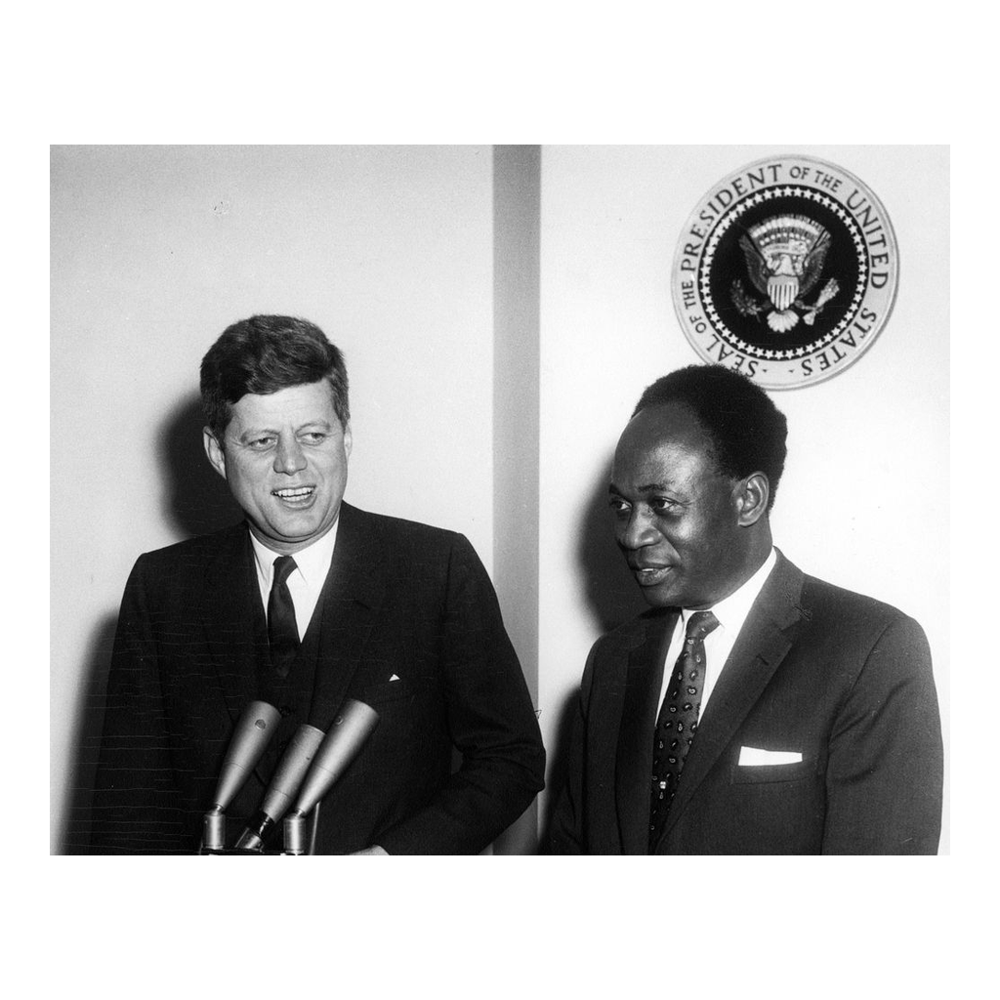 SEAL OF THE PRESIDENT OF THE UNITED STATES